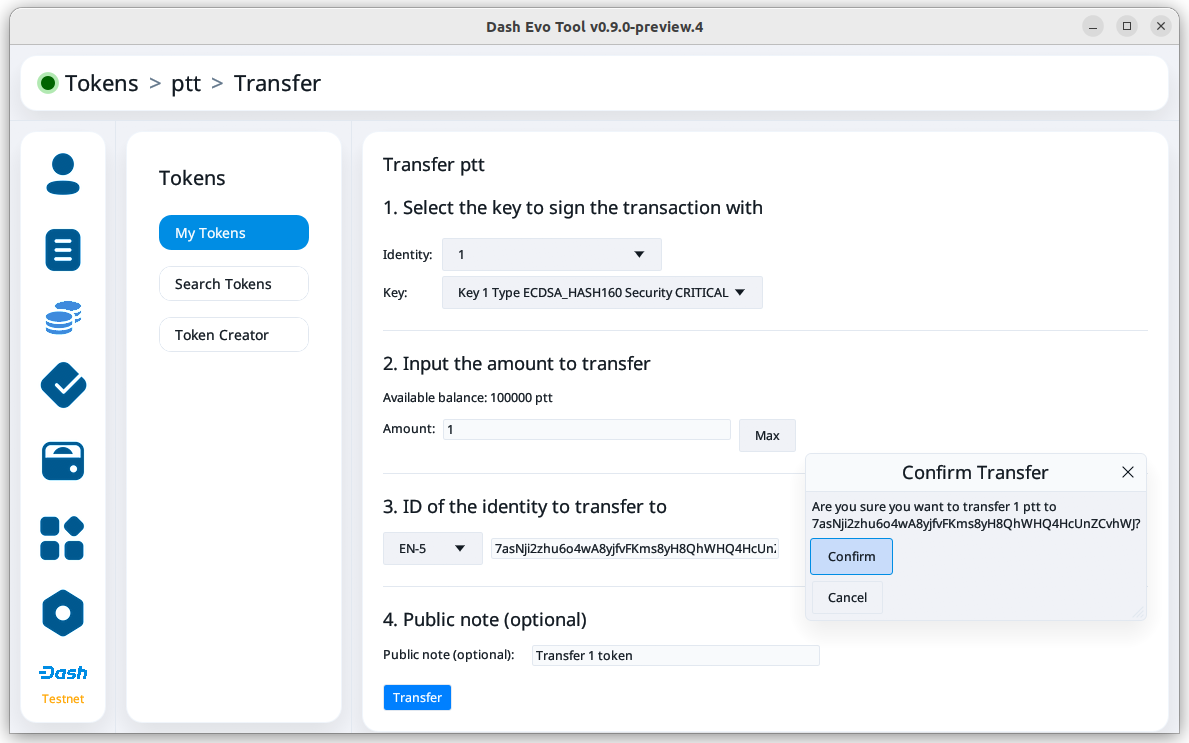 Dash Evo Tool v0.9.0-preview.4
Tokens > ptt > Transfer
Tokens
My Tokens
Search Tokens
Token Creator
Dash
Testnet
Transfer ptt
1. Select the key to sign the transaction with
Identity: 1
Key: Key 1 Type ECDSA_HASH160 Security CRITICAL
2. Input the amount to transfer
Available balance: 100000 ptt
Amount: 1 Max
3. ID of the identity to transfer to
EN-5 7asNji2zhu6o4wA8yjfvFKms8yH8QhWHQ4HcUnZ
4. Public note (optional)
Public note (optional): Transfer 1 token
Transfer
Confirm Transfer
Are you sure you want to transfer 1 ptt to
7asNji2zhu6o4wA8yjfvFKms8yH8QhWHQ4HcUnZCvhWJ?
Confirm
Cancel